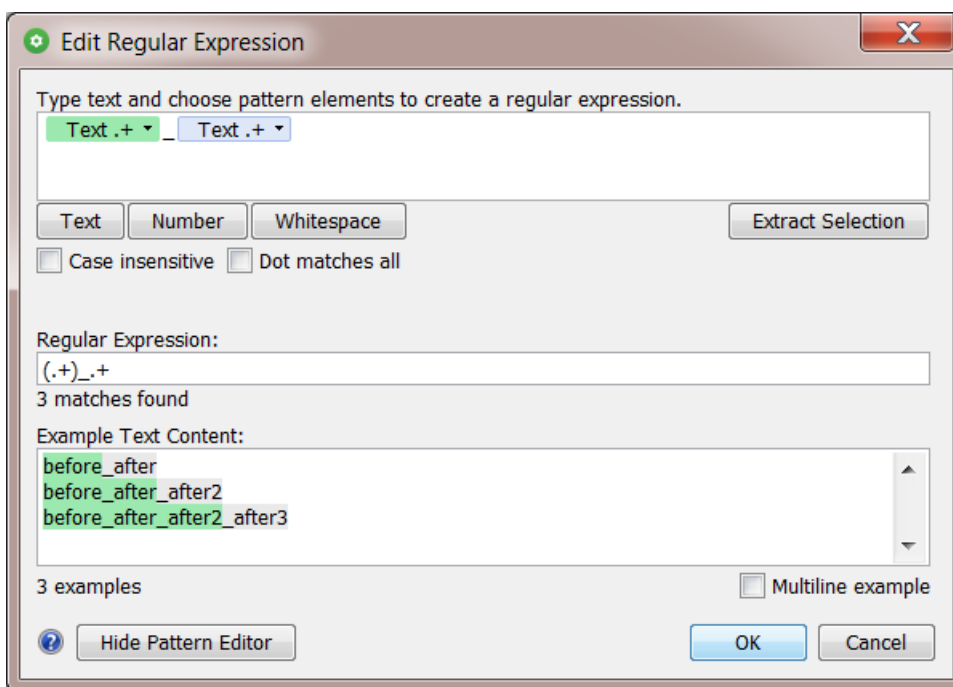 Edit Regular Expression
X
Type text and choose pattern elements to create a regular expression.
Text .+ _ Text .+
Text Number Whitespace Extract Selection
Case insensitive Dot matches all
Regular Expression:
(.+)_.+
3 matches found
Example Text Content:
before_after
before_after_after2
before_after_after2_after3
3 examples Multiline example
? Hide Pattern Editor OK Cancel